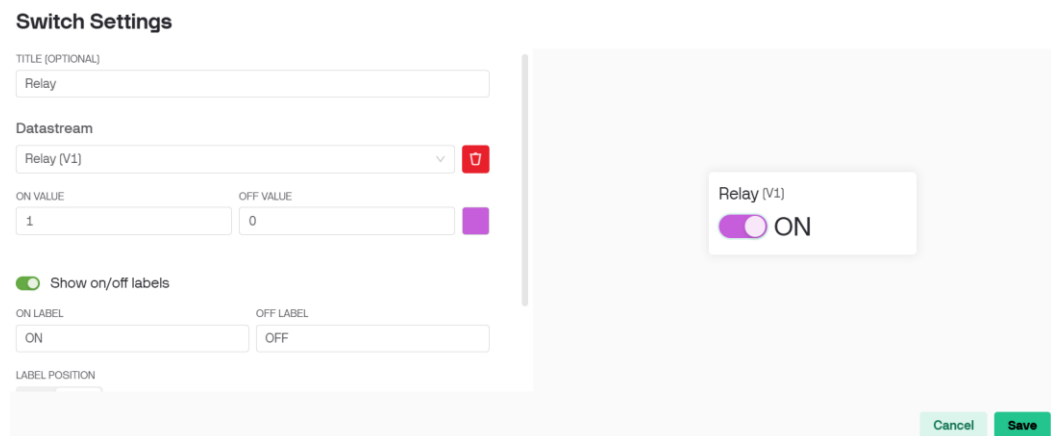 Switch Settings
TITLE (OPTIONAL)
Relay
Datastream
Relay (V1)
ON VALUE
OFF VALUE
1
0
Show on/off labels
ON LABEL
OFF LABEL
ON
OFF
LABEL POSITION
Relay (V1)
ON
Cancel
Save